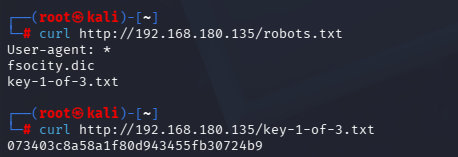 ┌──(root㉿kali)-[~]
└─# curl http://192.168.180.135/robots.txt
User-agent: *
fsocity.dic
key-1-of-3.txt
┌──(root㉿kali)-[~]
└─# curl http://192.168.180.135/key-1-of-3.txt
073403c8a58a1f80d943455fb30724b9